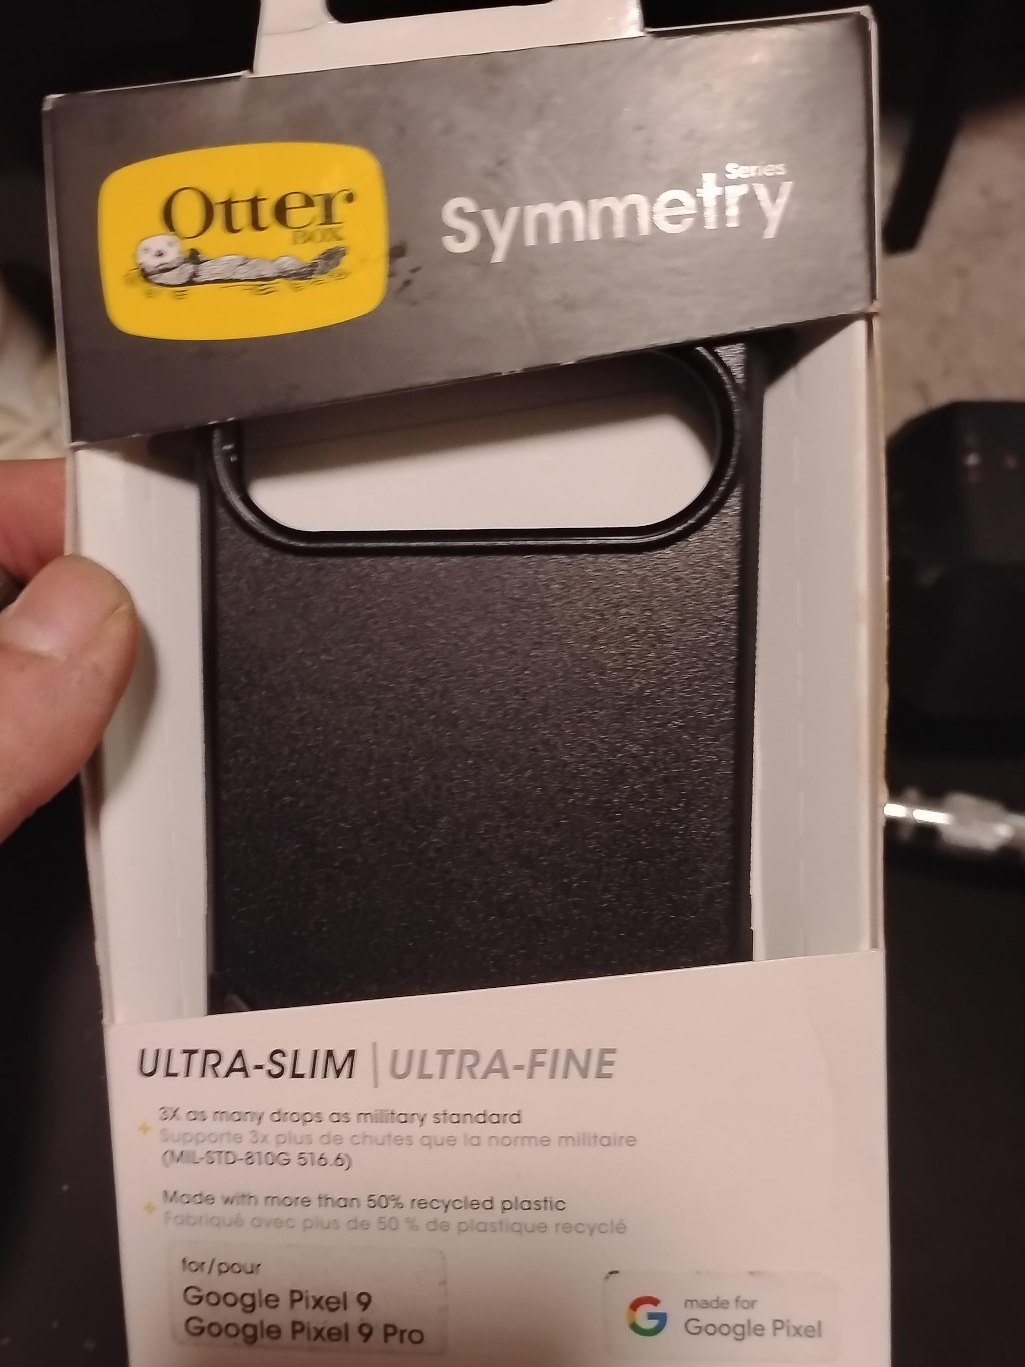 Otter
BOX
Symmetry Series
ULTRA-SLIM | ULTRA-FINE
+ 3X as many drops as military standard
Supporte 3x plus de chutes que la norme militaire
(MIL-STD-810G 516.6)
+ Made with more than 50% recycled plastic
Fabriqué avec plus de 50 % de plastique recyclé
for/pour
Google Pixel 9
Google Pixel 9 Pro
G made for
Google Pixel